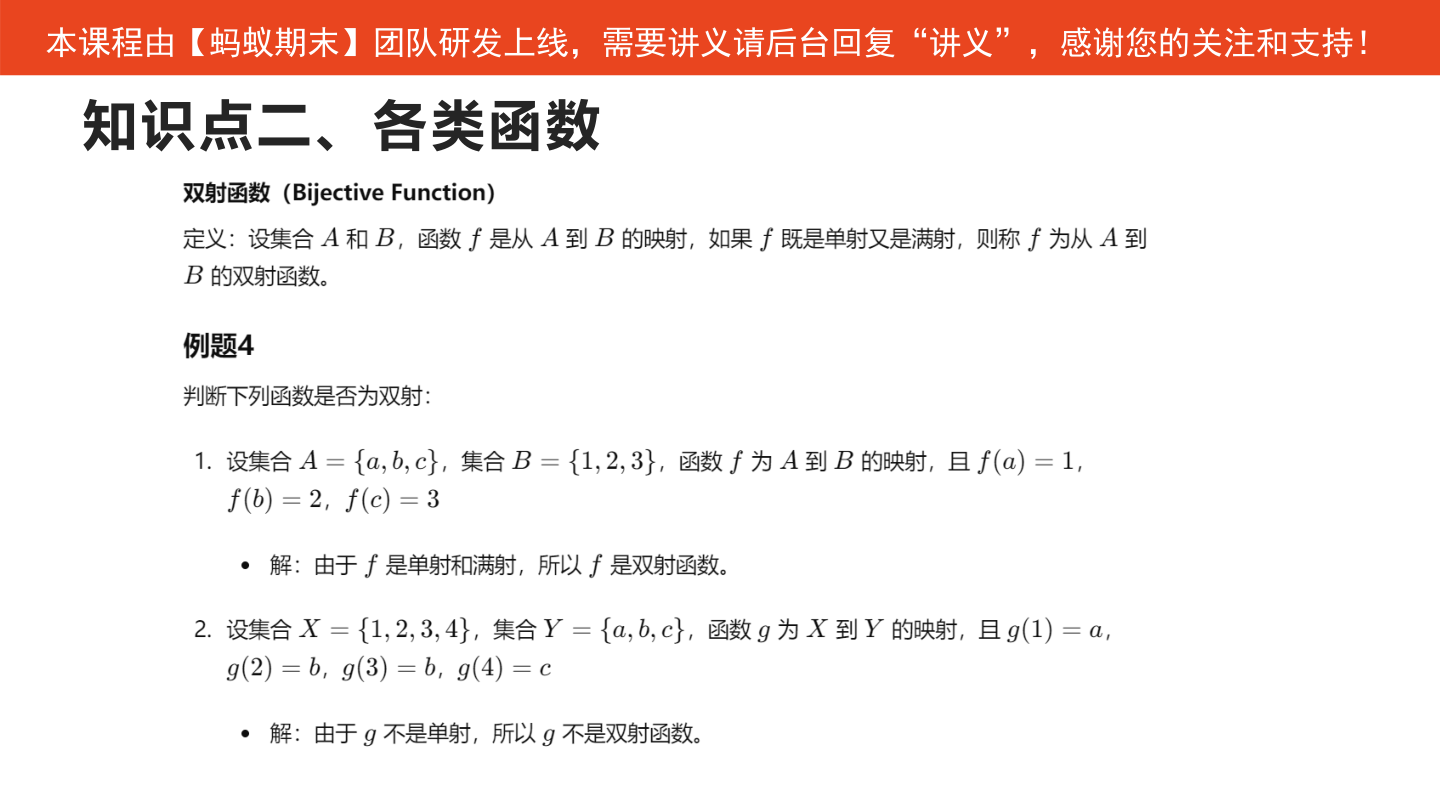 本课程由【蚂蚁期末】团队研发上线，需要讲义请后台回复“讲义”，感谢您的关注和支持！
知识点二、各类函数
双射函数（Bijective Function）
定义：设集合 A 和 B，函数 f 是从 A 到 B 的映射，如果 f 既是单射又是满射，则称 f 为从 A 到
B 的双射函数。
例题4
判断下列函数是否为双射：
1. 设集合 A = {a, b, c}，集合 B = {1, 2, 3}，函数 f 为 A 到 B 的映射，且 f(a) = 1，
f(b) = 2，f(c) = 3
• 解：由于 f 是单射和满射，所以 f 是双射函数。
2. 设集合 X = {1, 2, 3, 4}，集合 Y = {a, b, c}，函数 g 为 X 到 Y 的映射，且 g(1) = a，
g(2) = b，g(3) = b，g(4) = c
• 解：由于 g 不是单射，所以 g 不是双射函数。